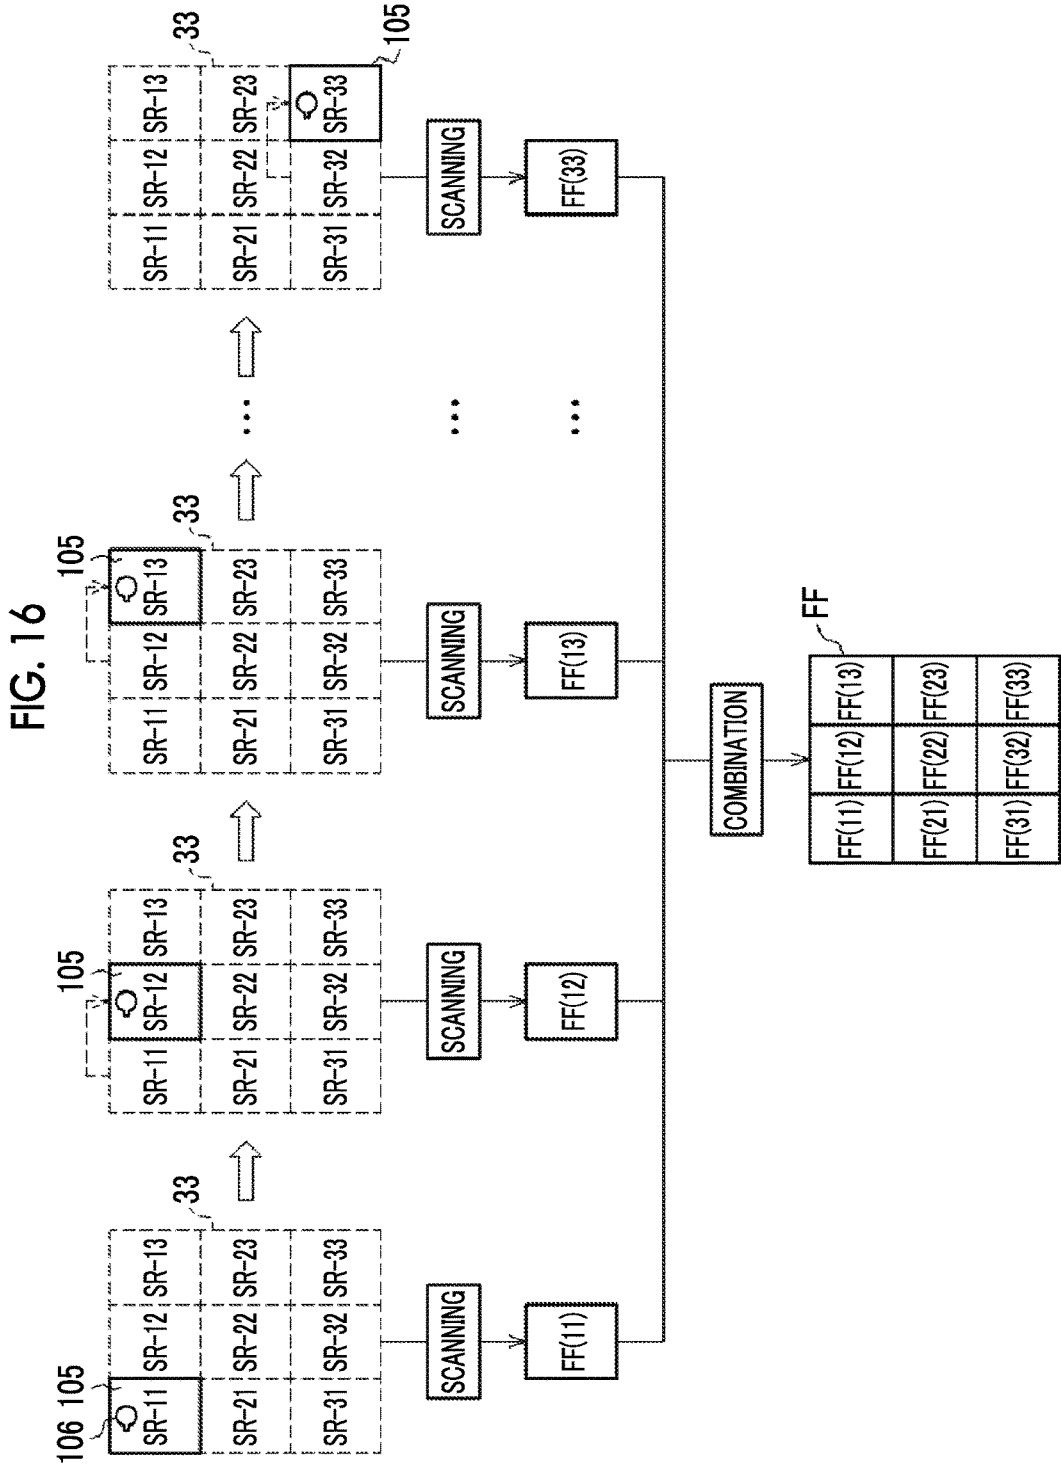 FIG. 16
106 105
33
SR-11 SR-12 SR-13
SR-21 SR-22 SR-23
SR-31 SR-32 SR-33
SCANNING
FF(11)
105
33
SR-11 SR-12 SR-13
SR-21 SR-22 SR-23
SR-31 SR-32 SR-33
SCANNING
FF(12)
105
33
SR-11 SR-12 SR-13
SR-21 SR-22 SR-23
SR-31 SR-32 SR-33
SCANNING
FF(13)
...
...
...
33
105
SR-11 SR-12 SR-13
SR-21 SR-22 SR-23
SR-31 SR-32 SR-33
SCANNING
FF(33)
COMBINATION
FF
FF(11) FF(12) FF(13)
FF(21) FF(22) FF(23)
FF(31) FF(32) FF(33)